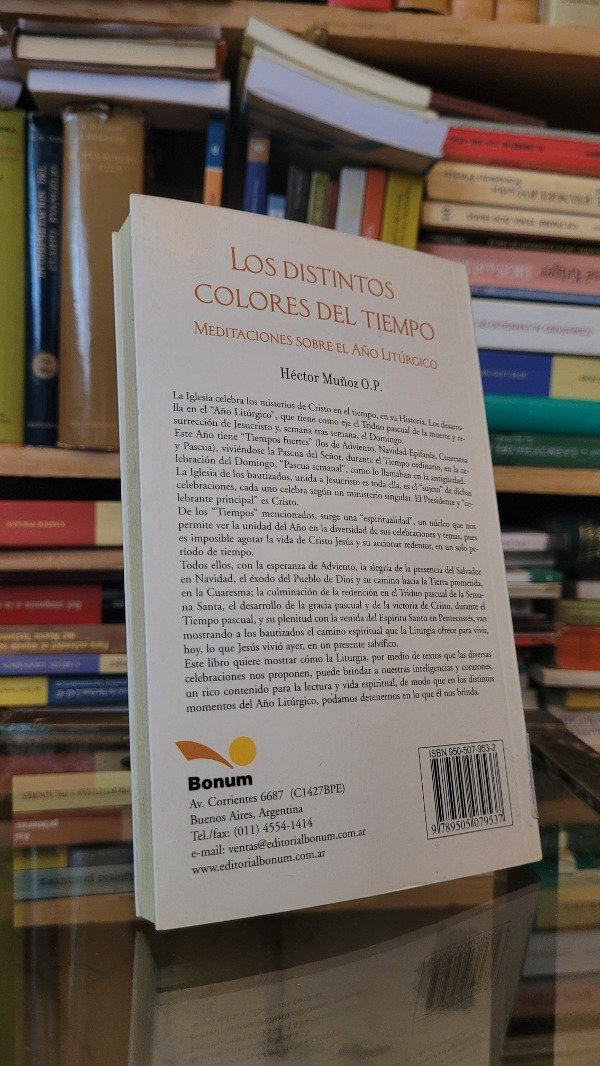 LOS DISTINTOS
COLORES DEL TIEMPO
MEDITACIONES SOBRE EL AÑO LITÚRGICO
Héctor Muñoz O.P.
La Iglesia celebra los misterios de Cristo en el tiempo, en su Historia. Los desarro-
lla en el "Año Litúrgico", que tiene como eje el Triduo pascual de la muerte y re-
surrección de Jesucristo y, semana tras semana, el Domingo.
Este Año tiene "Tiempos fuertes" (los de Adviento, Navidad-Epifanía, Cuaresma
y Pascua), viviéndose la Pascua del Señor, durante el Tiempo ordinario, en la ce-
lebración del Domingo, "Pascua semanal", como le llamaban en la antigüedad.
La Iglesia de los bautizados, unida a Jesucristo es toda ella, es el "sujeto" de dichas
celebraciones, cada uno celebra según un ministerio singular. El Presidente y "ce-
lebrante principal" es Cristo.
De los "Tiempos" mencionados, surge una "espiritualidad", un núcleo que nos
permite ver la unidad del Año en la diversidad de sus celebraciones y temas, pues
es imposible agotar la vida de Cristo Jesús y su accionar redentor, en un solo pe-
ríodo de tiempo.
Todos ellos, con la esperanza de Adviento, la alegría de la presencia del Salvador
en Navidad, el éxodo del Pueblo de Dios y su camino hacia la Tierra prometida,
en la Cuaresma; la culminación de la redención en el Triduo pascual de la Sema-
na Santa, el desarrollo de la gracia pascual y de la victoria de Cristo, durante el
Tiempo pascual, y su plenitud con la venida del Espíritu Santo en Pentecostés, van
mostrando a los bautizados el camino espiritual que la Liturgia ofrece para vivir,
hoy, lo que Jesús vivió ayer, en un presente salvífico.
Este libro quiere mostrar cómo la Liturgia, por medio de textos que las diversas
celebraciones nos proponen, puede brindar a nuestras inteligencias y corazones,
un rico contenido para la lectura y vida espiritual, de modo que en los distintos
momentos del Año Litúrgico, podamos detenernos en lo que él nos brinda.
Bonum
Av. Corrientes 6687 (C1427BPE)
Buenos Aires, Argentina
Tel./fax: (011) 4554-1414
e-mail: ventas@editorialbonum.com.ar
www.editorialbonum.com.ar
ISBN 950-507-953-2
9 789505 079537